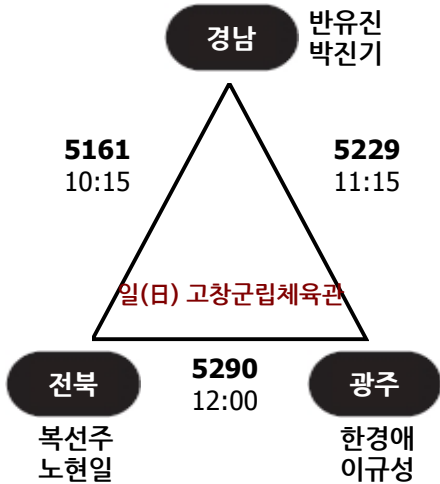 경남
반유진
박진기
5161
10:15
5229
11:15
일(日) 고창군립체육관
전북
복선주
노현일
5290
12:00
광주
한경애
이규성